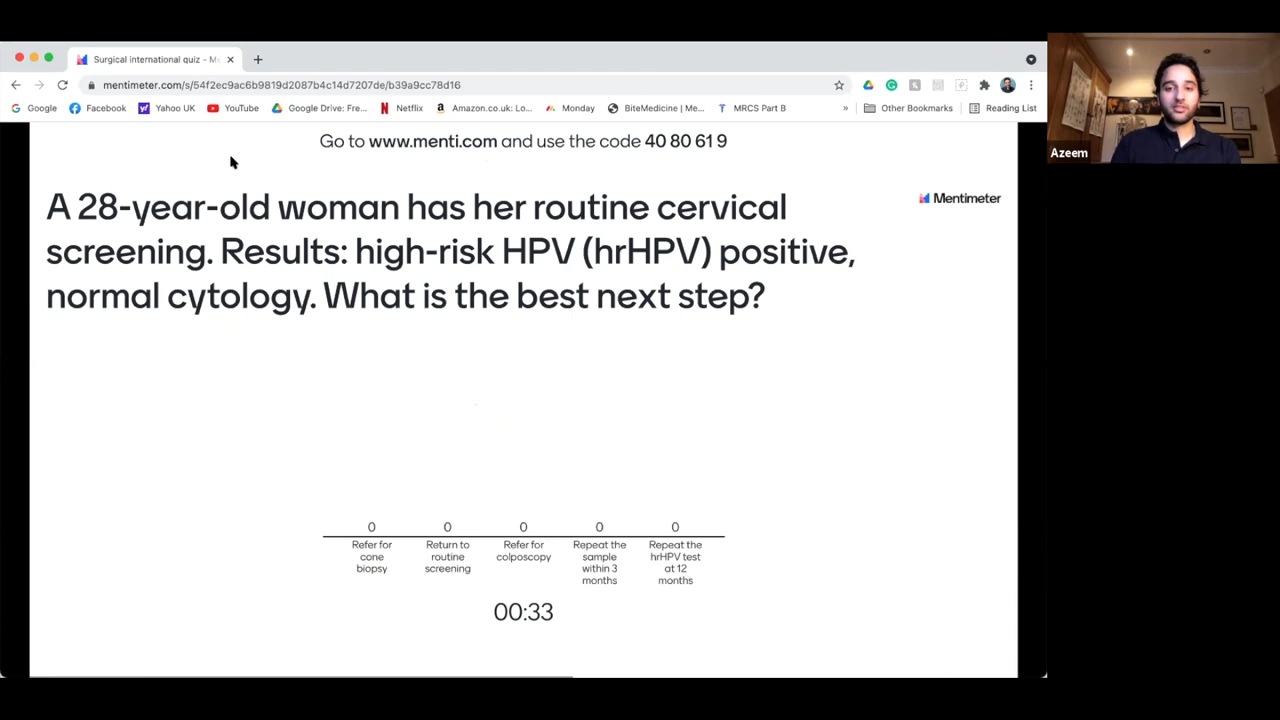 Surgical international quiz - Me
mentimeter.com/s/54f2ec9ac6b9819d2087b4c14d7207de/b39a9cc78d16
Google Facebook Yahoo UK YouTube Google Drive: Fre... Netflix Amazon.co.uk: Lo... Monday BiteMedicine | Me... MRCS Part B » Other Bookmarks Reading List
Azeem
Go to www.menti.com and use the code 40 80 61 9
Mentimeter
A 28-year-old woman has her routine cervical
screening. Results: high-risk HPV (hrHPV) positive,
normal cytology. What is the best next step?
0 0 0 0 0
Refer for
cone
biopsy
Return to
routine
screening
Refer for
colposcopy
Repeat the
sample
within 3
months
Repeat the
hrHPV test
at 12
months
00:33